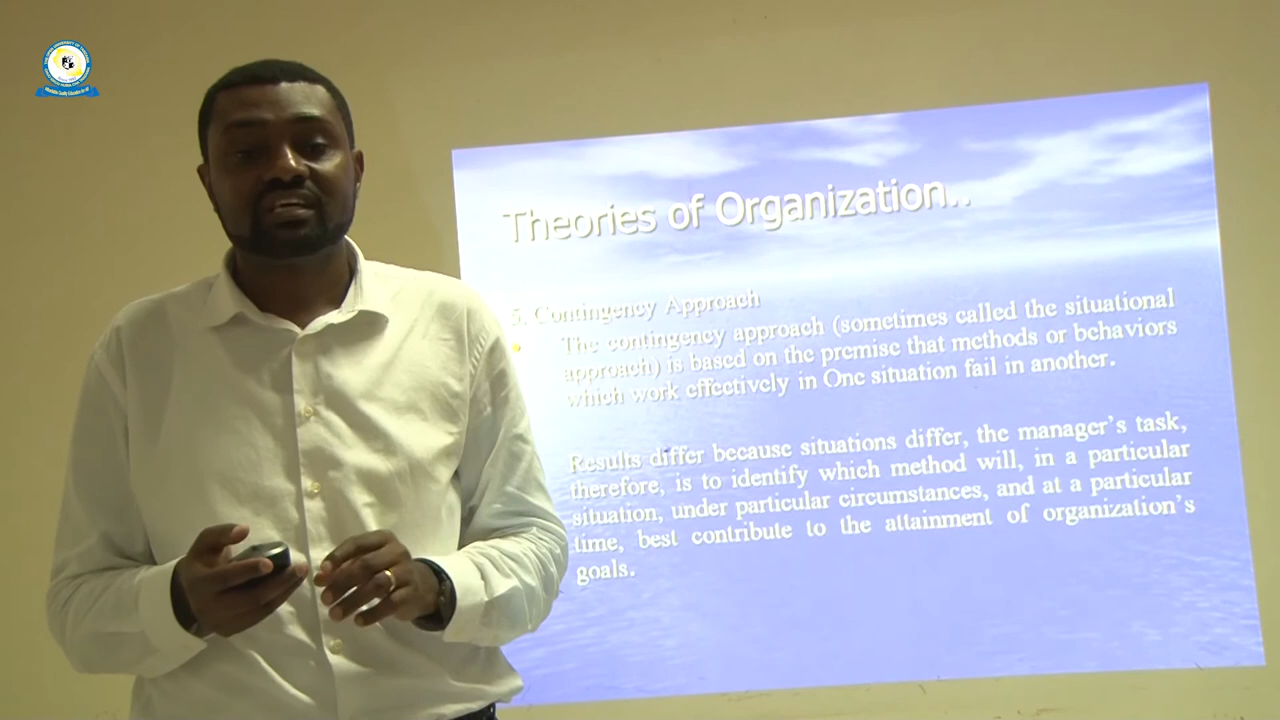 Theories of Organization..
5. Contingency Approach
The contingency approach (sometimes called the situational
approach) is based on the premise that methods or behaviors
which work effectively in One situation fail in another.
Results differ because situations differ, the manager's task,
therefore, is to identify which method will, in a particular
situation, under particular circumstances, and at a particular
time, best contribute to the attainment of organization's
goals.